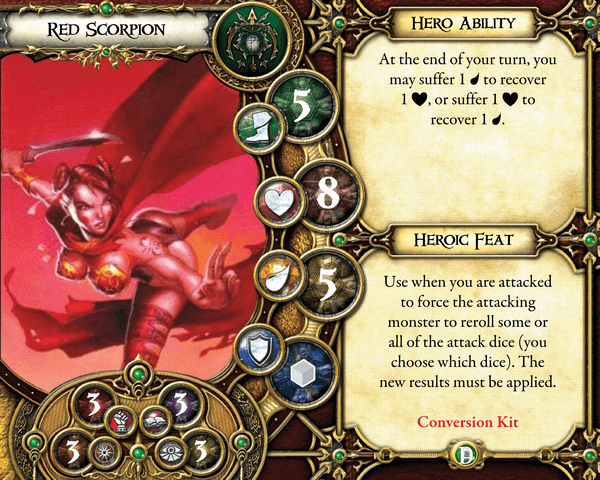 Red Scorpion
5
8
5
3
3
3
3
Hero Ability
At the end of your turn, you
may suffer 1 to recover
1 , or suffer 1 to
recover 1 .
Heroic Feat
Use when you are attacked
to force the attacking
monster to reroll some or
all of the attack dice (you
choose which dice). The
new results must be applied.
Conversion Kit
D